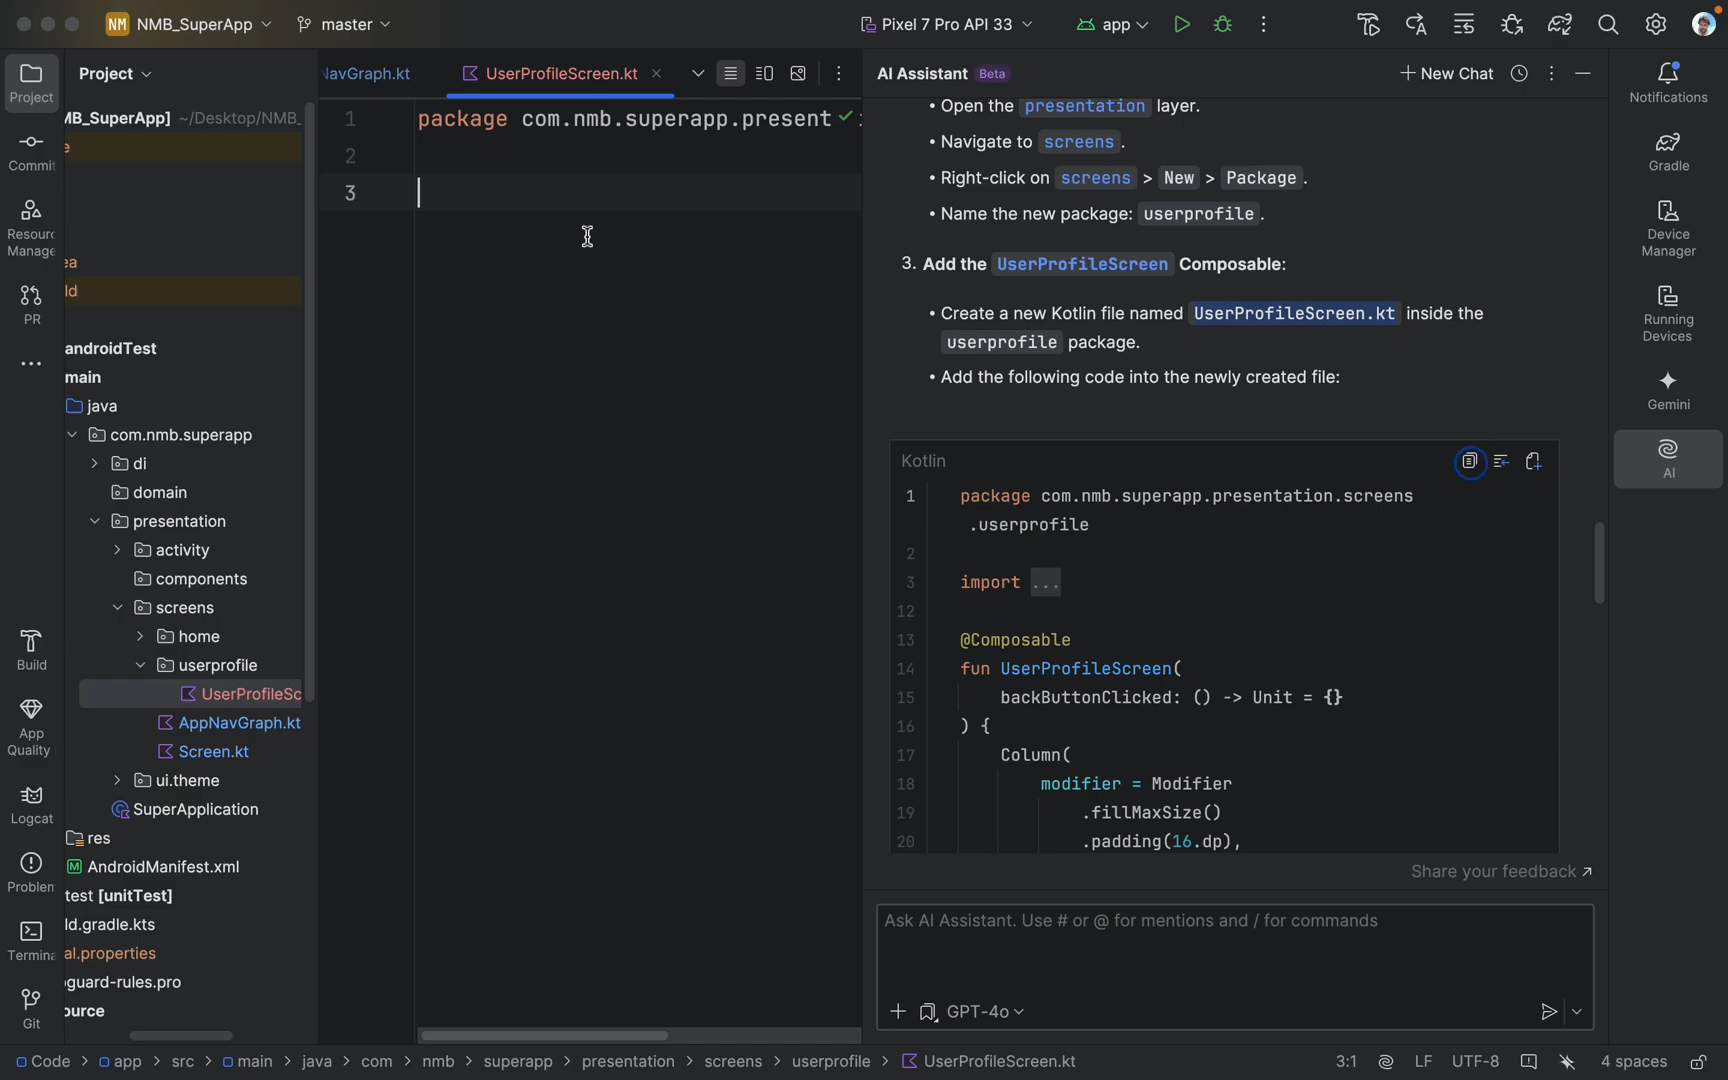 NM NMB_SuperApp
master
Pixel 7 Pro API 33
app
Project
Commit
Resourc
Manage
PR
Build
App
Quality
Logcat
Problem
Termina
Git
Project
MB_SuperApp] ~/Desktop/NMB_
e
ea
ld
androidTest
main
java
com.nmb.superapp
di
domain
presentation
activity
components
screens
home
userprofile
UserProfileSc
AppNavGraph.kt
Screen.kt
ui.theme
SuperApplication
res
AndroidManifest.xml
test [unitTest]
ld.gradle.kts
al.properties
guard-rules.pro
ource
NavGraph.kt
UserProfileScreen.kt
1 package com.nmb.superapp.present
2
3
AI Assistant Beta
+ New Chat
• Open the presentation layer.
• Navigate to screens .
• Right-click on screens > New > Package .
• Name the new package: userprofile .
3. Add the UserProfileScreen Composable:
• Create a new Kotlin file named UserProfileScreen.kt inside the
userprofile package.
• Add the following code into the newly created file:
Kotlin
1 package com.nmb.superapp.presentation.screens
.userprofile
2
3 import ...
12
13 @Composable
14 fun UserProfileScreen(
15 backButtonClicked: () -> Unit = {}
16 ) {
17 Column(
18 modifier = Modifier
19 .fillMaxSize()
20 .padding(16.dp),
Share your feedback ↗
Ask AI Assistant. Use # or @ for mentions and / for commands
GPT-4o
Notifications
Gradle
Device
Manager
Running
Devices
Gemini
AI
Code > app > src > main > java > com > nmb > superapp > presentation > screens > userprofile > UserProfileScreen.kt
3:1 LF UTF-8 4 spaces